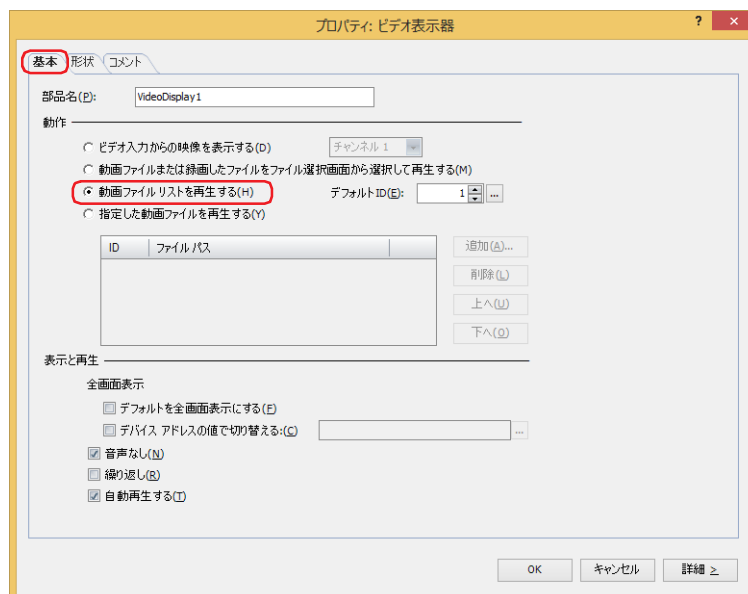 プロパティ: ビデオ表示器
? ×
基本 形状 コメント
部品名(P): VideoDisplay1
動作
ビデオ入力からの映像を表示する(D) チャンネル 1
動画ファイルまたは録画したファイルをファイル選択画面から選択して再生する(M)
動画ファイル リストを再生する(H) デフォルトID(E): 1 ...
指定した動画ファイルを再生する(Y)
ID ファイル パス 追加(A)...
削除(L)
上へ(U)
下へ(O)
表示と再生
全画面表示
デフォルトを全画面表示にする(F)
デバイス アドレスの値で切り替える:(C) ...
音声なし(N)
繰り返し(R)
自動再生する(T)
OK キャンセル 詳細 >